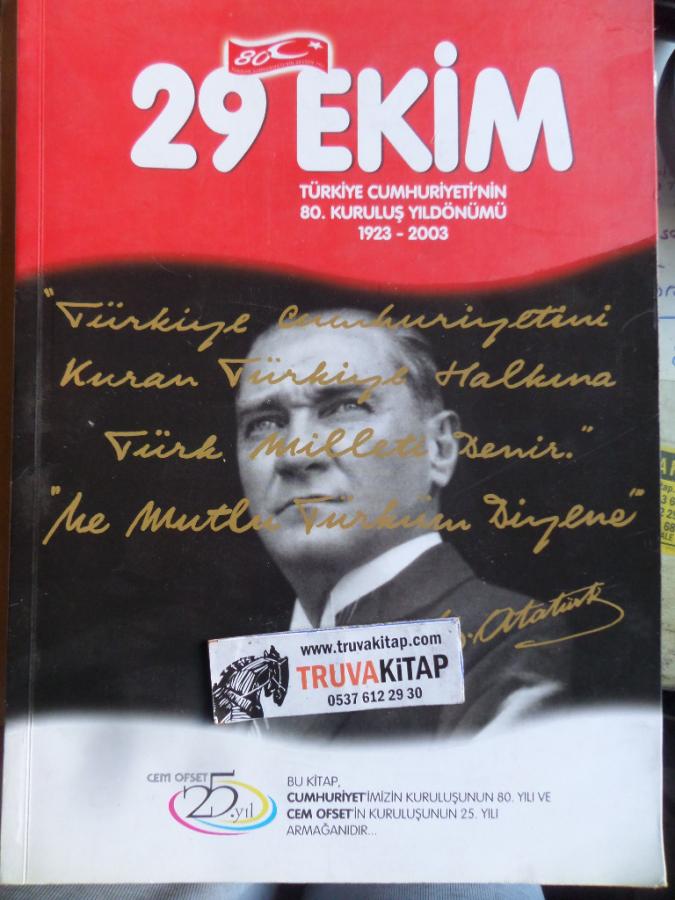 80
29 EKİM
TÜRKİYE CUMHURİYETİ'NİN
80. KURULUŞ YILDÖNÜMÜ
1923 - 2003
"Türkiye Cumhuriyetini
Kuran Türkiye Halkına
Türk Milleti Denir."
"Ne Mutlu Türküm Diyene"
Atatürk
www.truvakitap.com
TRUVAKİTAP
0537 612 29 30
CEM OFSET
25.yıl
BU KİTAP,
CUMHURİYET'İMİZİN KURULUŞUNUN 80. YILI VE
CEM OFSET'İN KURULUŞUNUN 25. YILI
ARMAĞANIDIR...